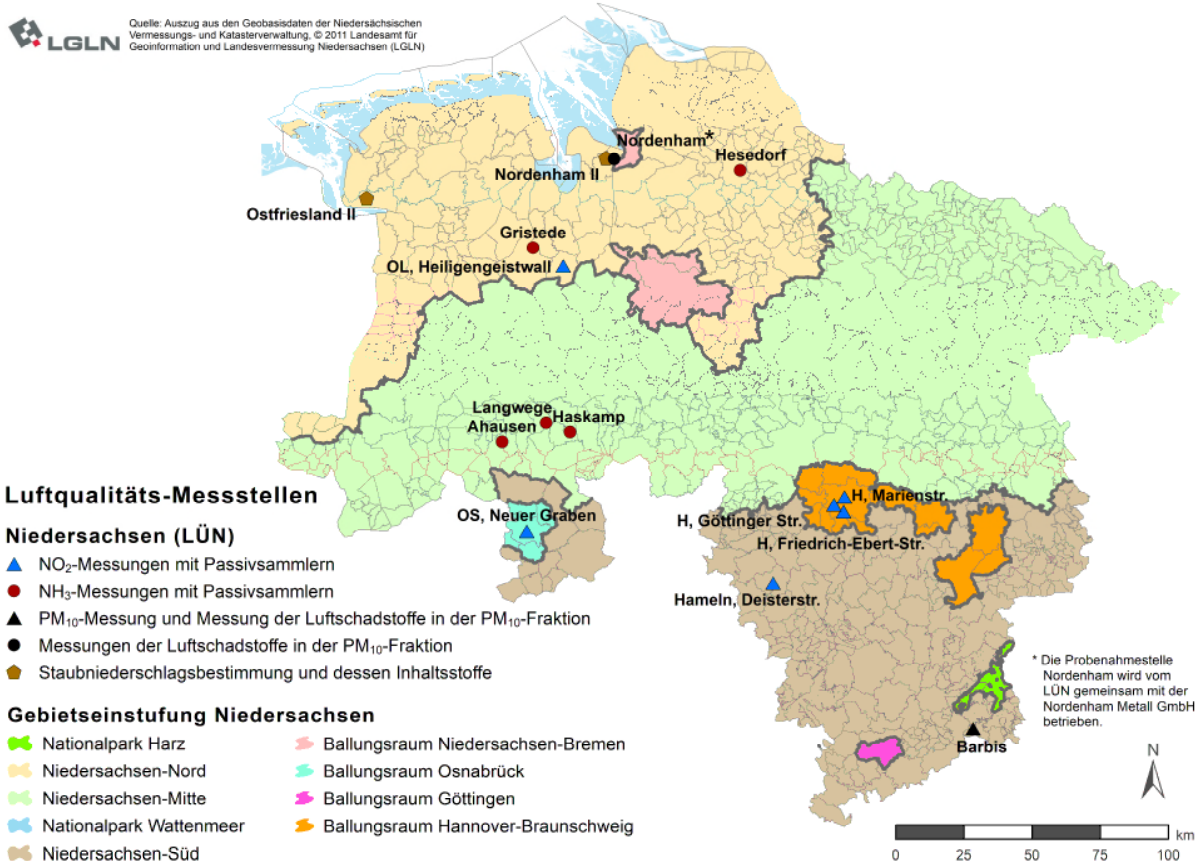 LGLN
Quelle: Auszug aus den Geobasisdaten der Niedersächsischen
Vermessungs- und Katasterverwaltung, © 2011 Landesamt für
Geoinformation und Landesvermessung Niedersachsen (LGLN)
Nordenham*
Hesedorf
Nordenham II
Ostfriesland II
Gristede
OL, Heiligengeistwall
Langwege
Haskamp
Ahausen
OS, Neuer Graben
H, Marienstr.
H, Göttinger Str.
H, Friedrich-Ebert-Str.
Hameln, Deisterstr.
Barbis
* Die Probenahmestelle
Nordenham wird vom
LÜN gemeinsam mit der
Nordenham Metall GmbH
betrieben.
Luftqualitäts-Messstellen
Niedersachsen (LÜN)
NO₂-Messungen mit Passivsammlern
NH₃-Messungen mit Passivsammlern
PM₁₀-Messung und Messung der Luftschadstoffe in der PM₁₀-Fraktion
Messungen der Luftschadstoffe in der PM₁₀-Fraktion
Staubniederschlagsbestimmung und dessen Inhaltsstoffe
Gebietseinstufung Niedersachsen
Nationalpark Harz
Niedersachsen-Nord
Niedersachsen-Mitte
Nationalpark Wattenmeer
Niedersachsen-Süd
Ballungsraum Niedersachsen-Bremen
Ballungsraum Osnabrück
Ballungsraum Göttingen
Ballungsraum Hannover-Braunschweig
N
km
0 25 50 75 100